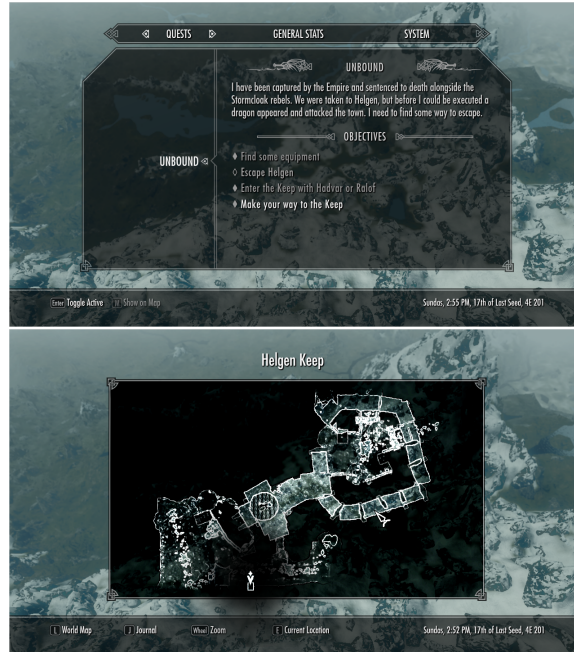 QUESTS GENERAL STATS SYSTEM
UNBOUND
I have been captured by the Empire and sentenced to death alongside the
Stormcloak rebels. We were taken to Helgen, but before I could be executed a
dragon appeared and attacked the town. I need to find some way to escape.
OBJECTIVES
UNBOUND
Find some equipment
Escape Helgen
Enter the Keep with Hadvar or Ralof
Make your way to the Keep
Enter Toggle Active M Show on Map Sundas, 2:55 PM, 17th of Last Seed, 4E 201
Helgen Keep
L World Map J Journal Wheel Zoom E Current Location Sundas, 2:52 PM, 17th of Last Seed, 4E 201